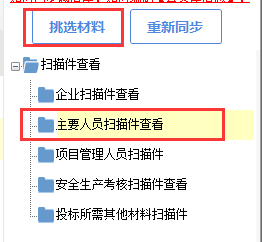 挑选材料 重新同步
扫描件查看
企业扫描件查看
主要人员扫描件查看
项目管理人员扫描件
安全生产考核扫描件查看
投标所需其他材料扫描件